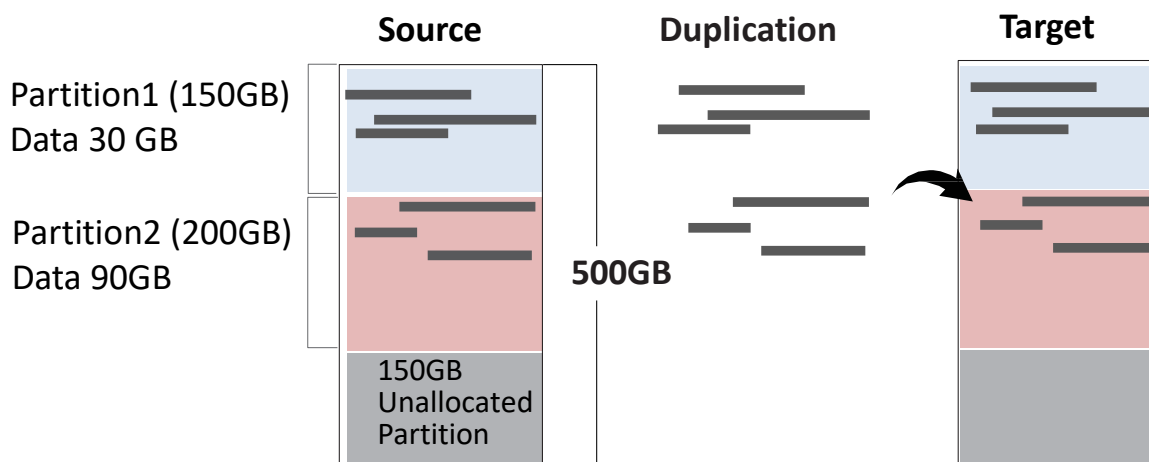 Source
Duplication
Target
Partition1 (150GB)
Data 30 GB
Partition2 (200GB)
Data 90GB
500GB
150GB
Unallocated
Partition